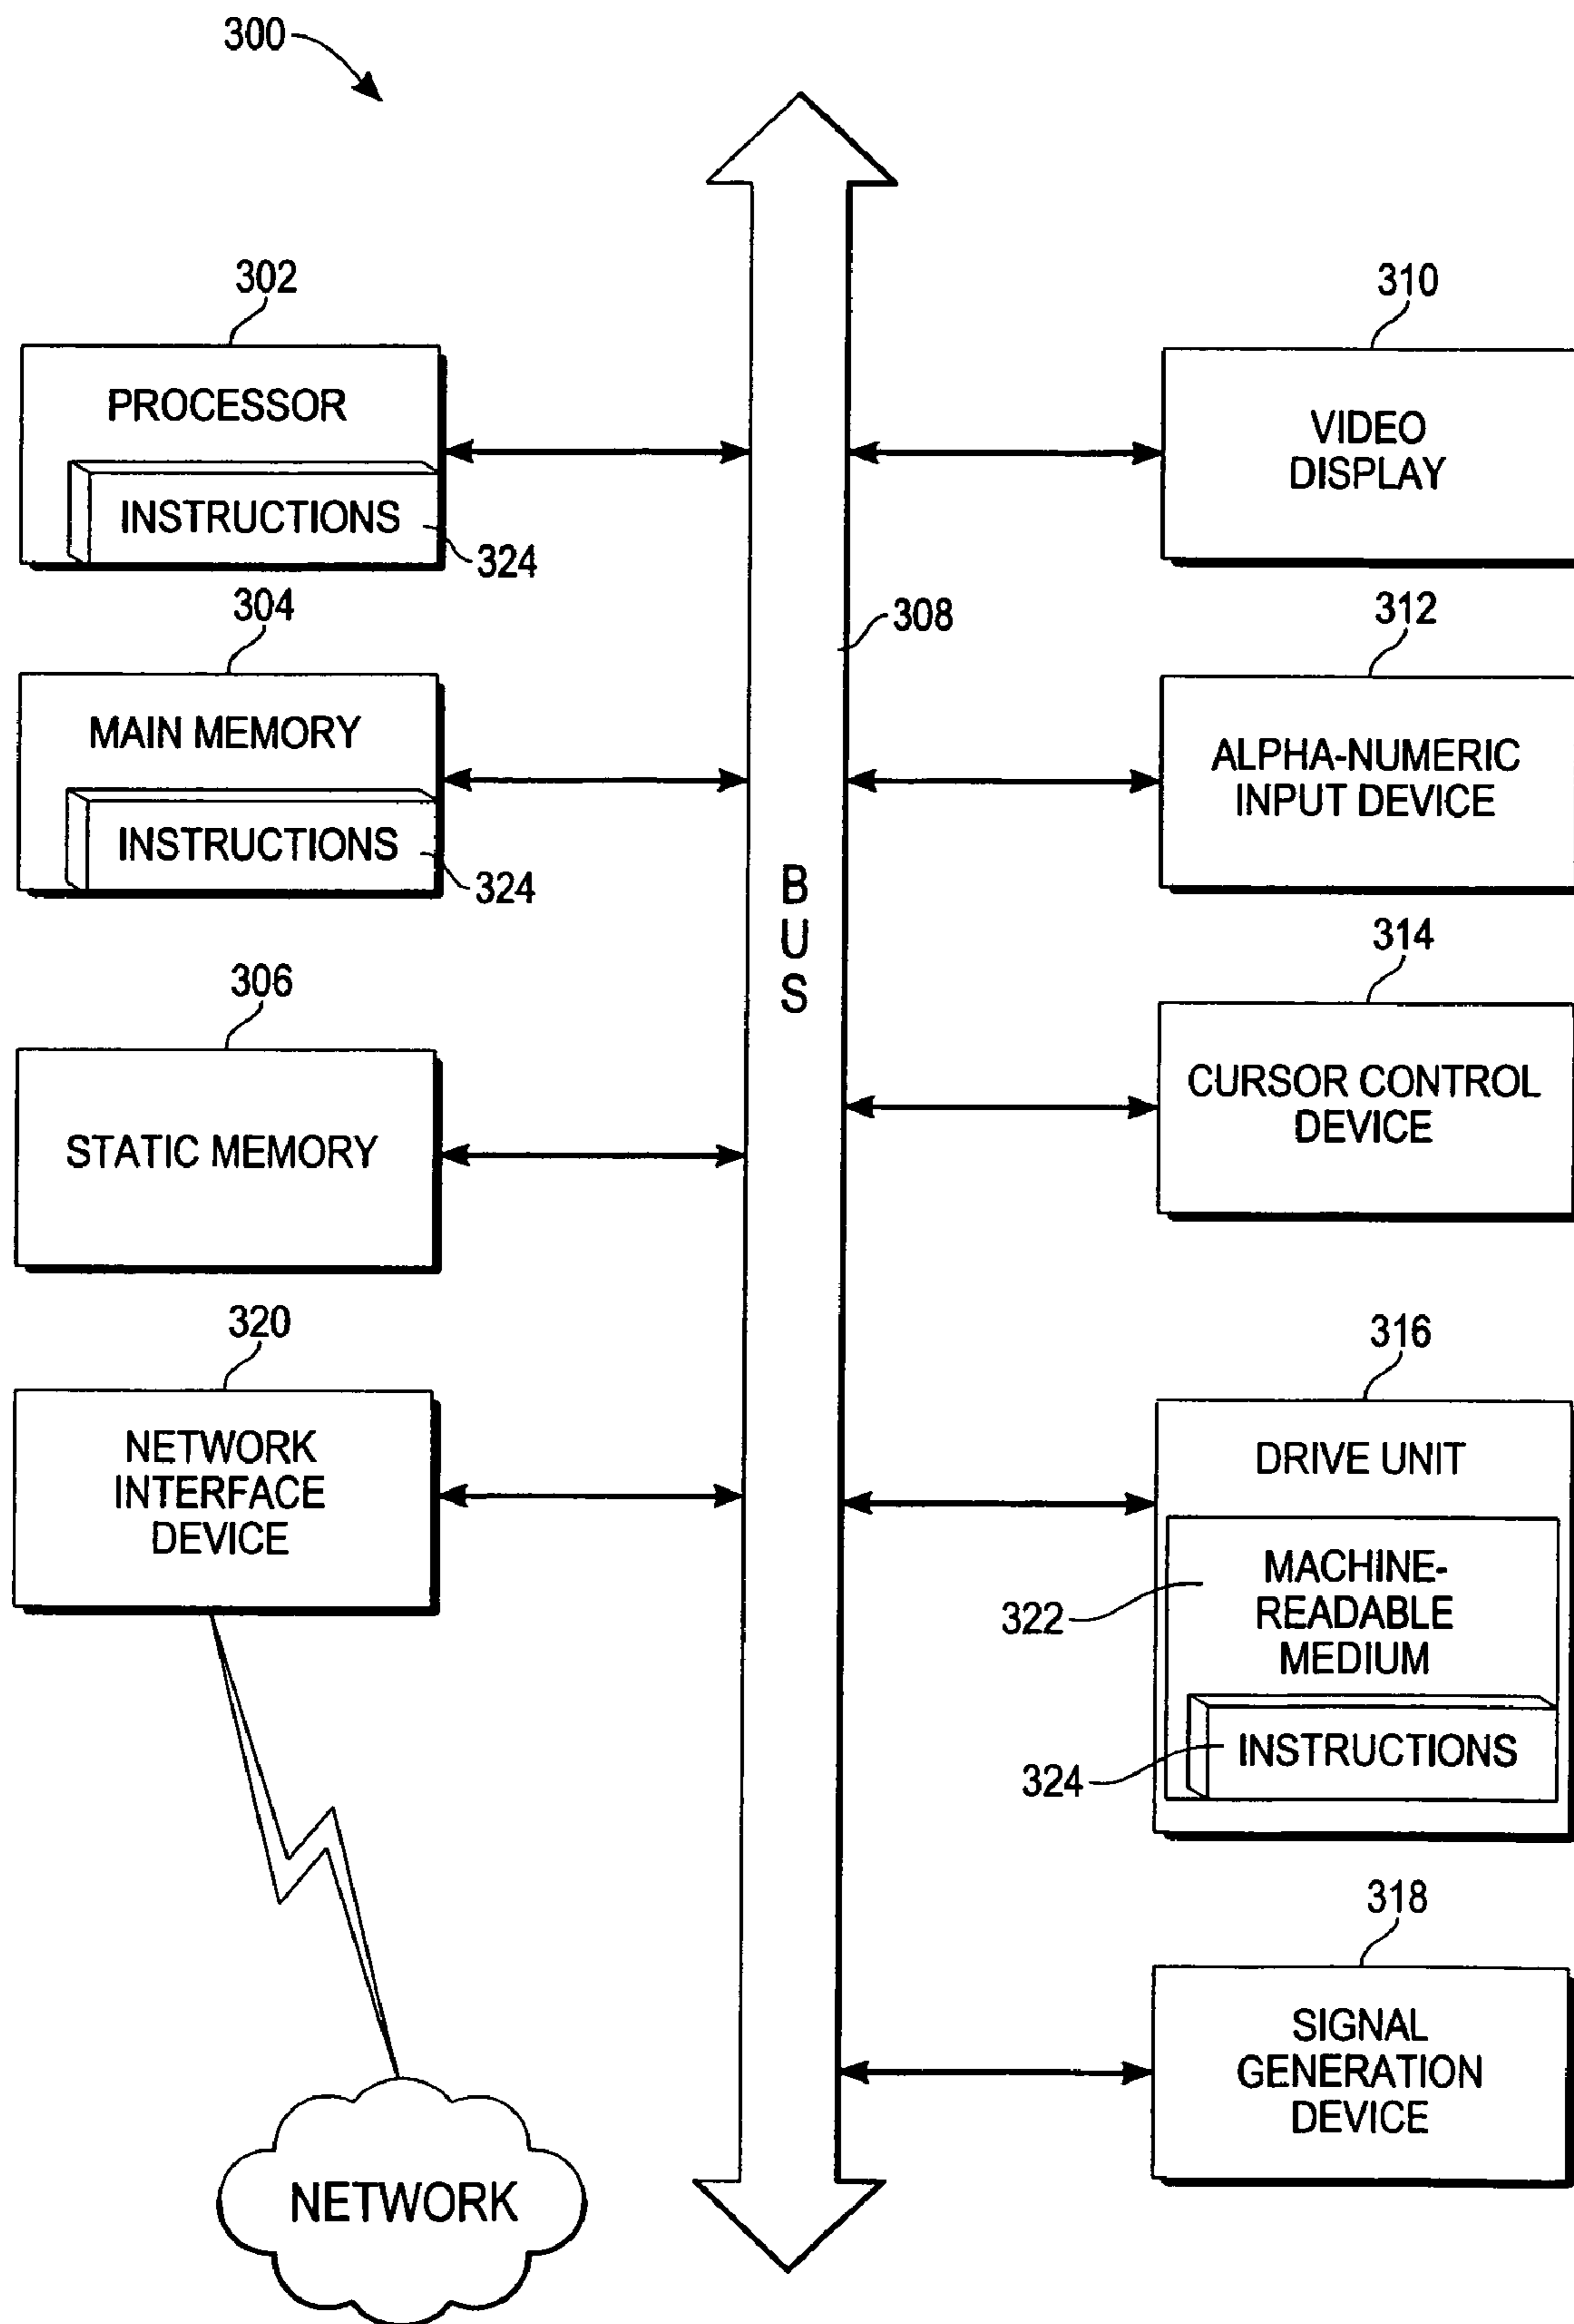 300
302
PROCESSOR
INSTRUCTIONS
324
304
MAIN MEMORY
INSTRUCTIONS
324
306
STATIC MEMORY
320
NETWORK
INTERFACE
DEVICE
NETWORK
308
BUS
310
VIDEO
DISPLAY
312
ALPHA-NUMERIC
INPUT DEVICE
314
CURSOR CONTROL
DEVICE
316
DRIVE UNIT
322
MACHINE-
READABLE
MEDIUM
324
INSTRUCTIONS
318
SIGNAL
GENERATION
DEVICE